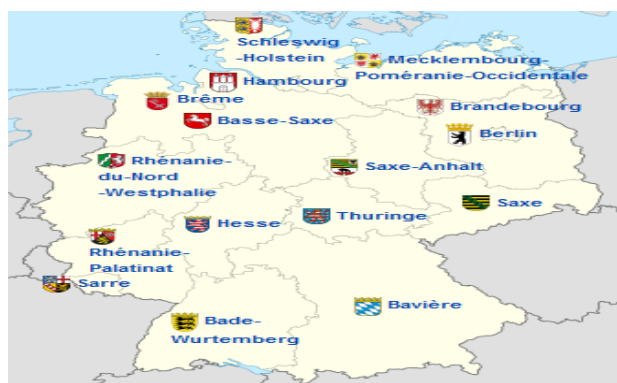 Schleswig
-Holstein
Mecklembourg-
Poméranie-Occidentale
Hambourg
Brême
Brandebourg
Basse-Saxe
Berlin
Rhénanie-
du-Nord
-Westphalie
Saxe-Anhalt
Saxe
Hesse
Thuringe
Rhénanie-
Palatinat
Sarre
Bavière
Bade-
Wurtemberg